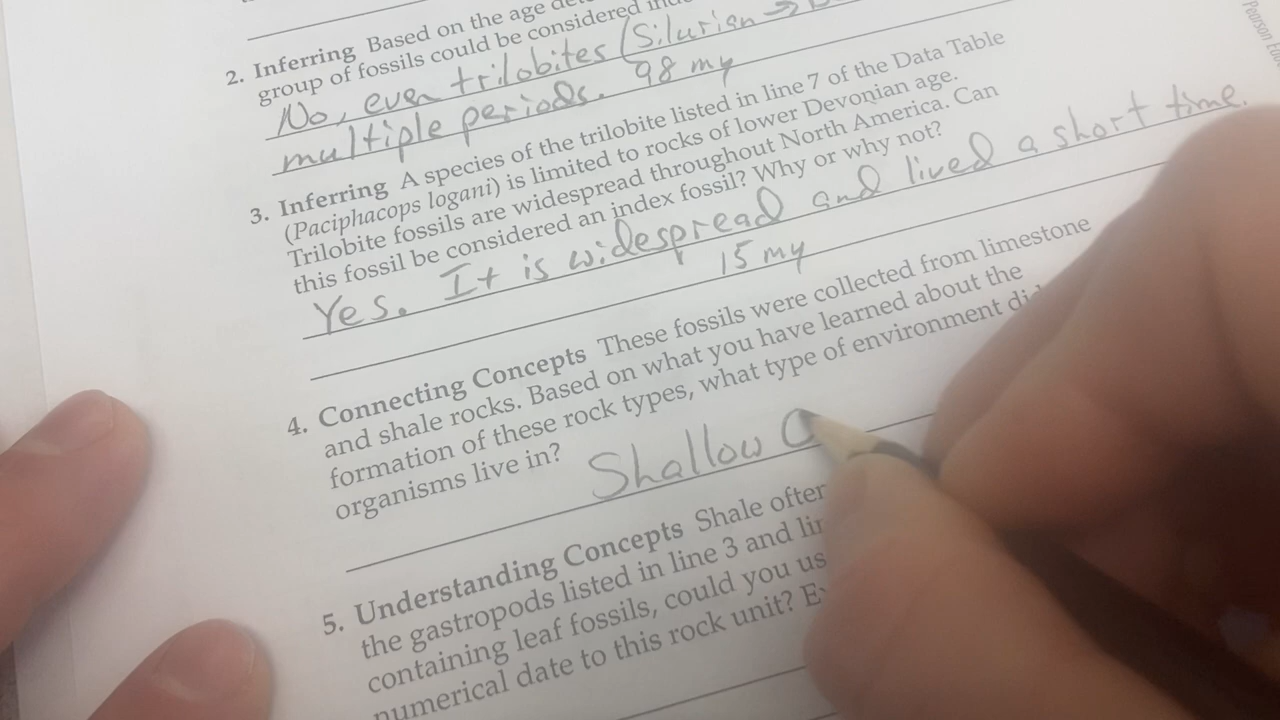 2. Inferring Based on the age
group of fossils could be considered
No, even trilobites (Silurian →
multiple periods. 98 my
3. Inferring A species of the trilobite listed in line 7 of the Data Table
(Paciphacops logani) is limited to rocks of lower Devonian age.
Trilobite fossils are widespread throughout North America. Can
this fossil be considered an index fossil? Why or why not?
Yes. It is widespread and lived a short time.
15 my
4. Connecting Concepts These fossils were collected from limestone
and shale rocks. Based on what you have learned about the
formation of these rock types, what type of environment
organisms live in?
Shallow
5. Understanding Concepts Shale
the gastropods listed in line 3 and
containing leaf fossils, could you
numerical date to this rock unit?
Pearson